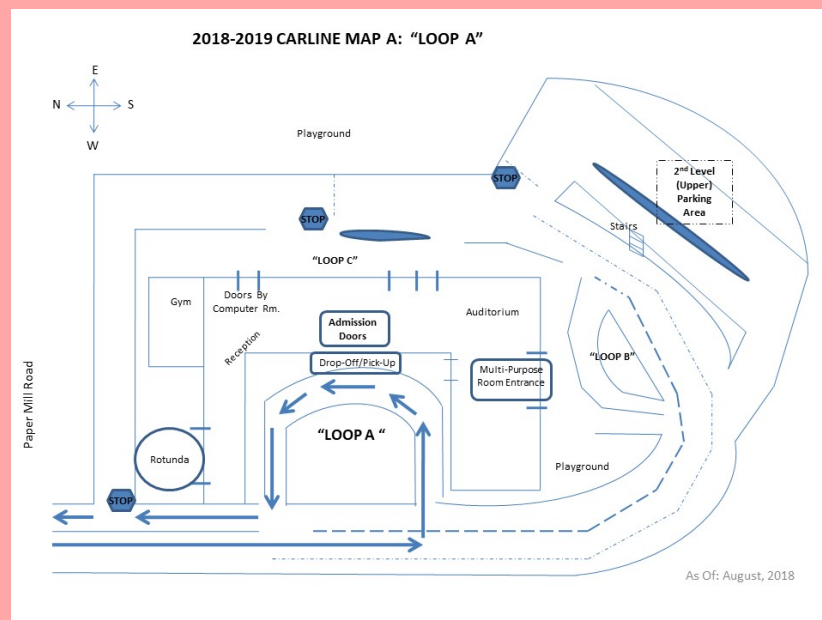 2018-2019 CARLINE MAP A: “LOOP A”
E
N
S
W
Playground
STOP
2nd Level
(Upper)
Parking
Area
STOP
Stairs
“LOOP C”
Gym
Doors By
Computer Rm.
Auditorium
Admission
Doors
Reception
Drop-Off/Pick-Up
“LOOP B”
Multi-Purpose
Room Entrance
Paper Mill Road
“LOOP A “
Rotunda
Playground
STOP
As Of: August, 2018